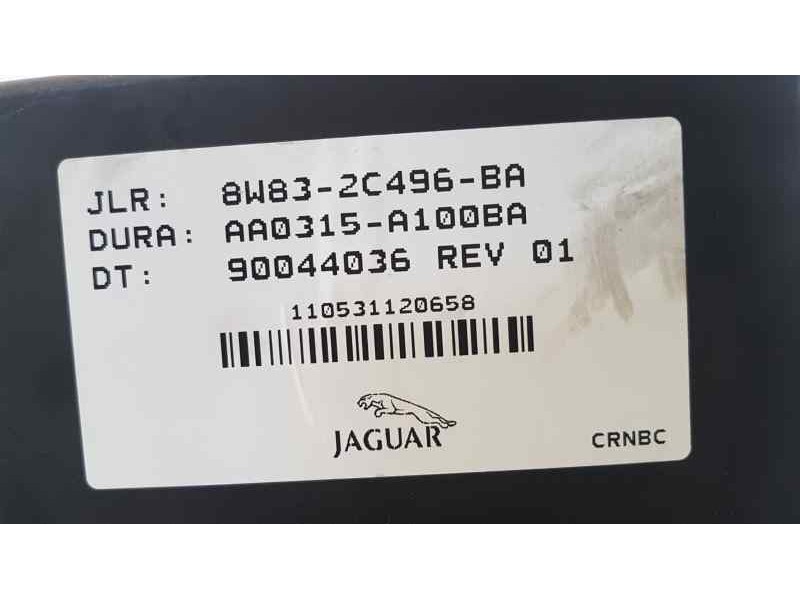 JLR: 8W83-2C496-BA
DURA: AA0315-A100BA
DT: 90044036 REV 01
110531120658
JAGUAR
CRNBC